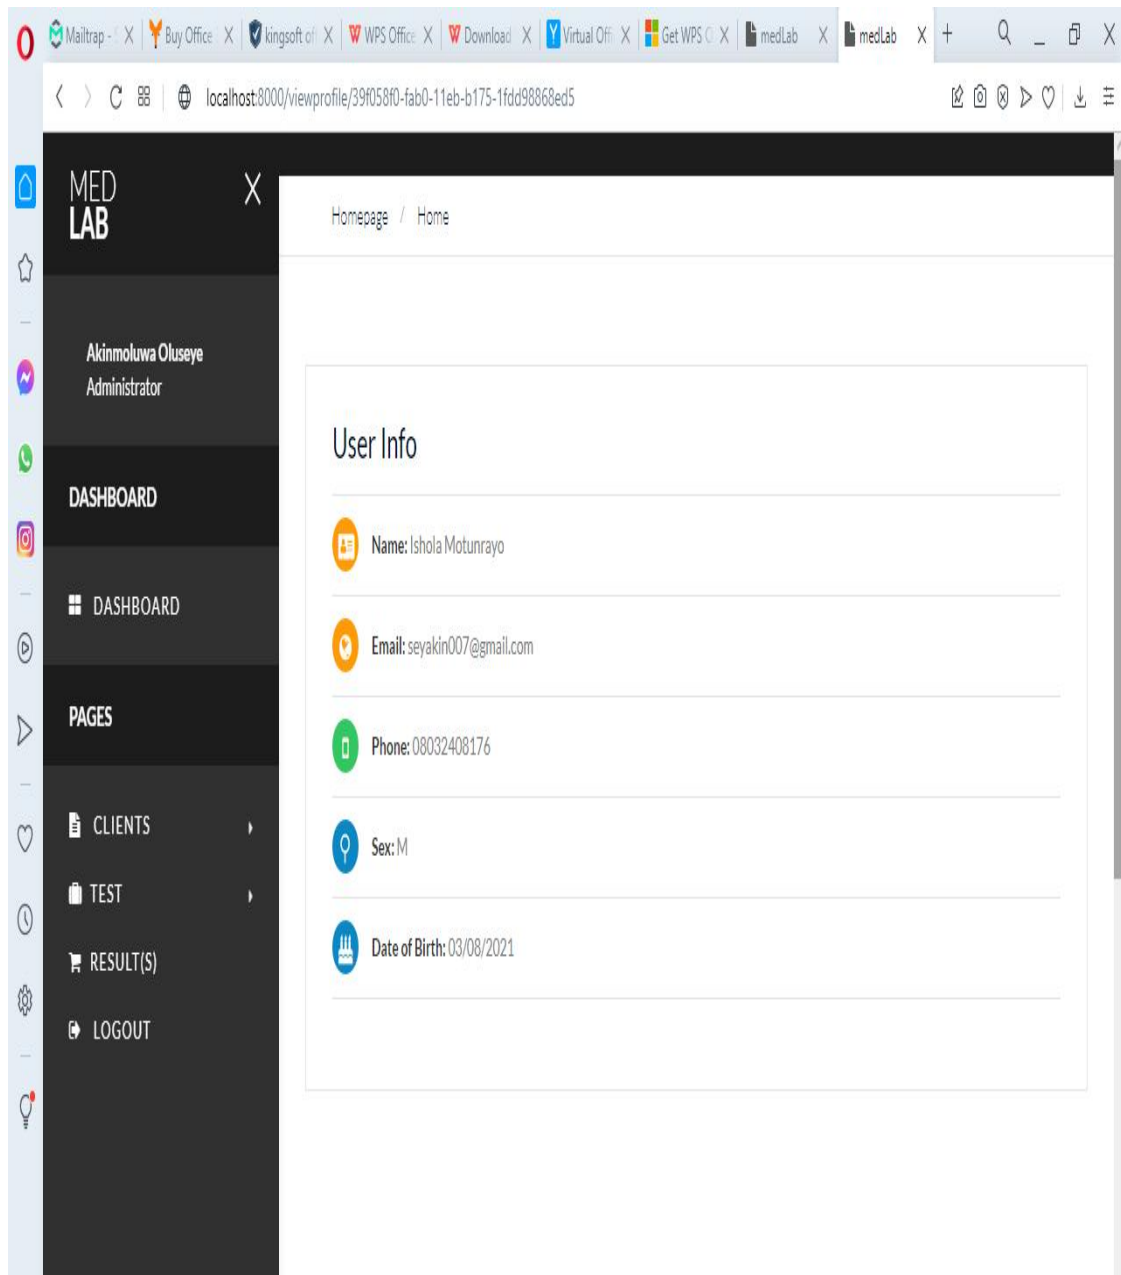 Mailtrap - Buy Office kingsoft of WPS Office Download Virtual Offi Get WPS O medLab medLab
localhost:8000/viewprofile/39f058f0-fab0-11eb-b175-1fdd98868ed5
MED
LAB
Homepage / Home
Akinmoluwa Oluseye
Administrator
DASHBOARD
DASHBOARD
PAGES
CLIENTS
TEST
RESULT(S)
LOGOUT
User Info
Name: Ishola Motunrayo
Email: seyakin007@gmail.com
Phone: 08032408176
Sex: M
Date of Birth: 03/08/2021